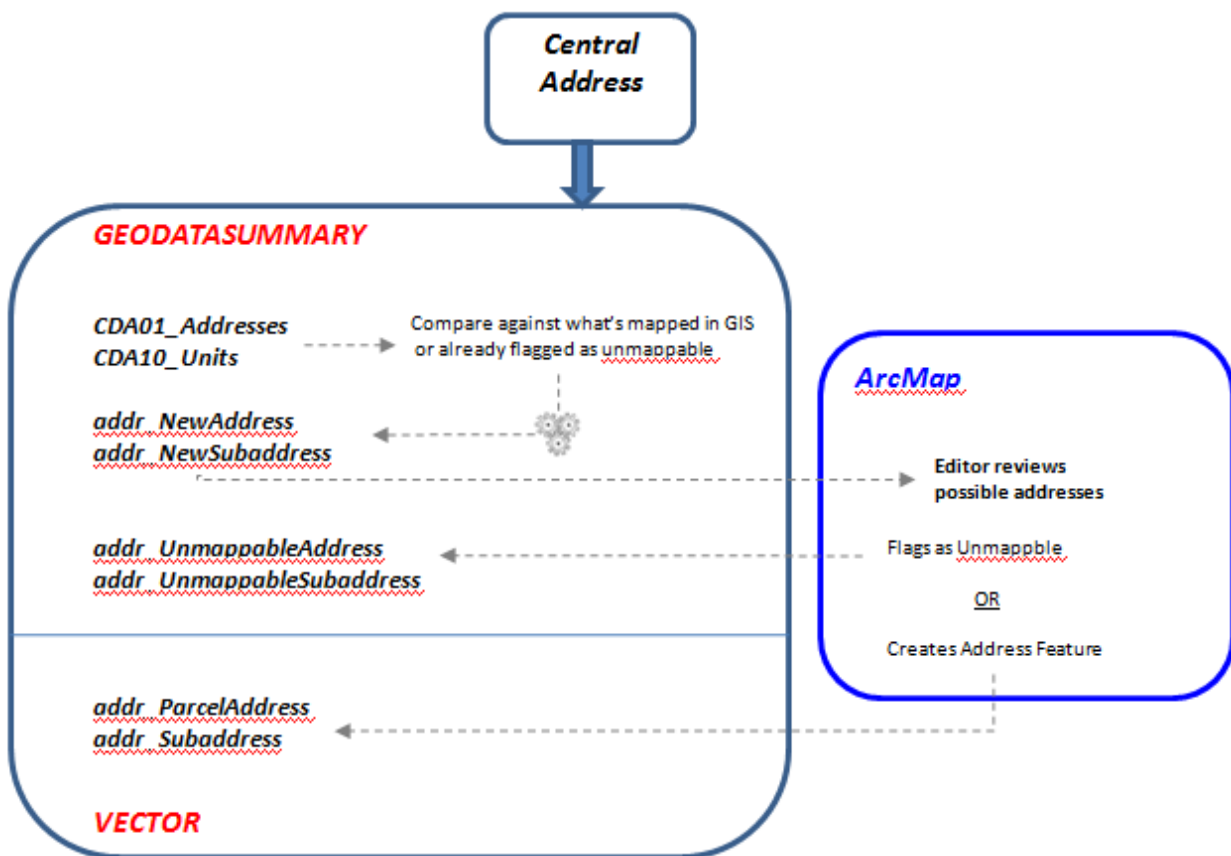 Central
Address
GEODATASUMMARY
CDA01_Addresses
CDA10_Units
Compare against what's mapped in GIS
or already flagged as unmappable
addr_NewAddress
addr_NewSubaddress
ArcMap
Editor reviews
possible addresses
addr_UnmappableAddress
addr_UnmappableSubaddress
Flags as Unmappble
OR
Creates Address Feature
addr_ParcelAddress
addr_Subaddress
VECTOR